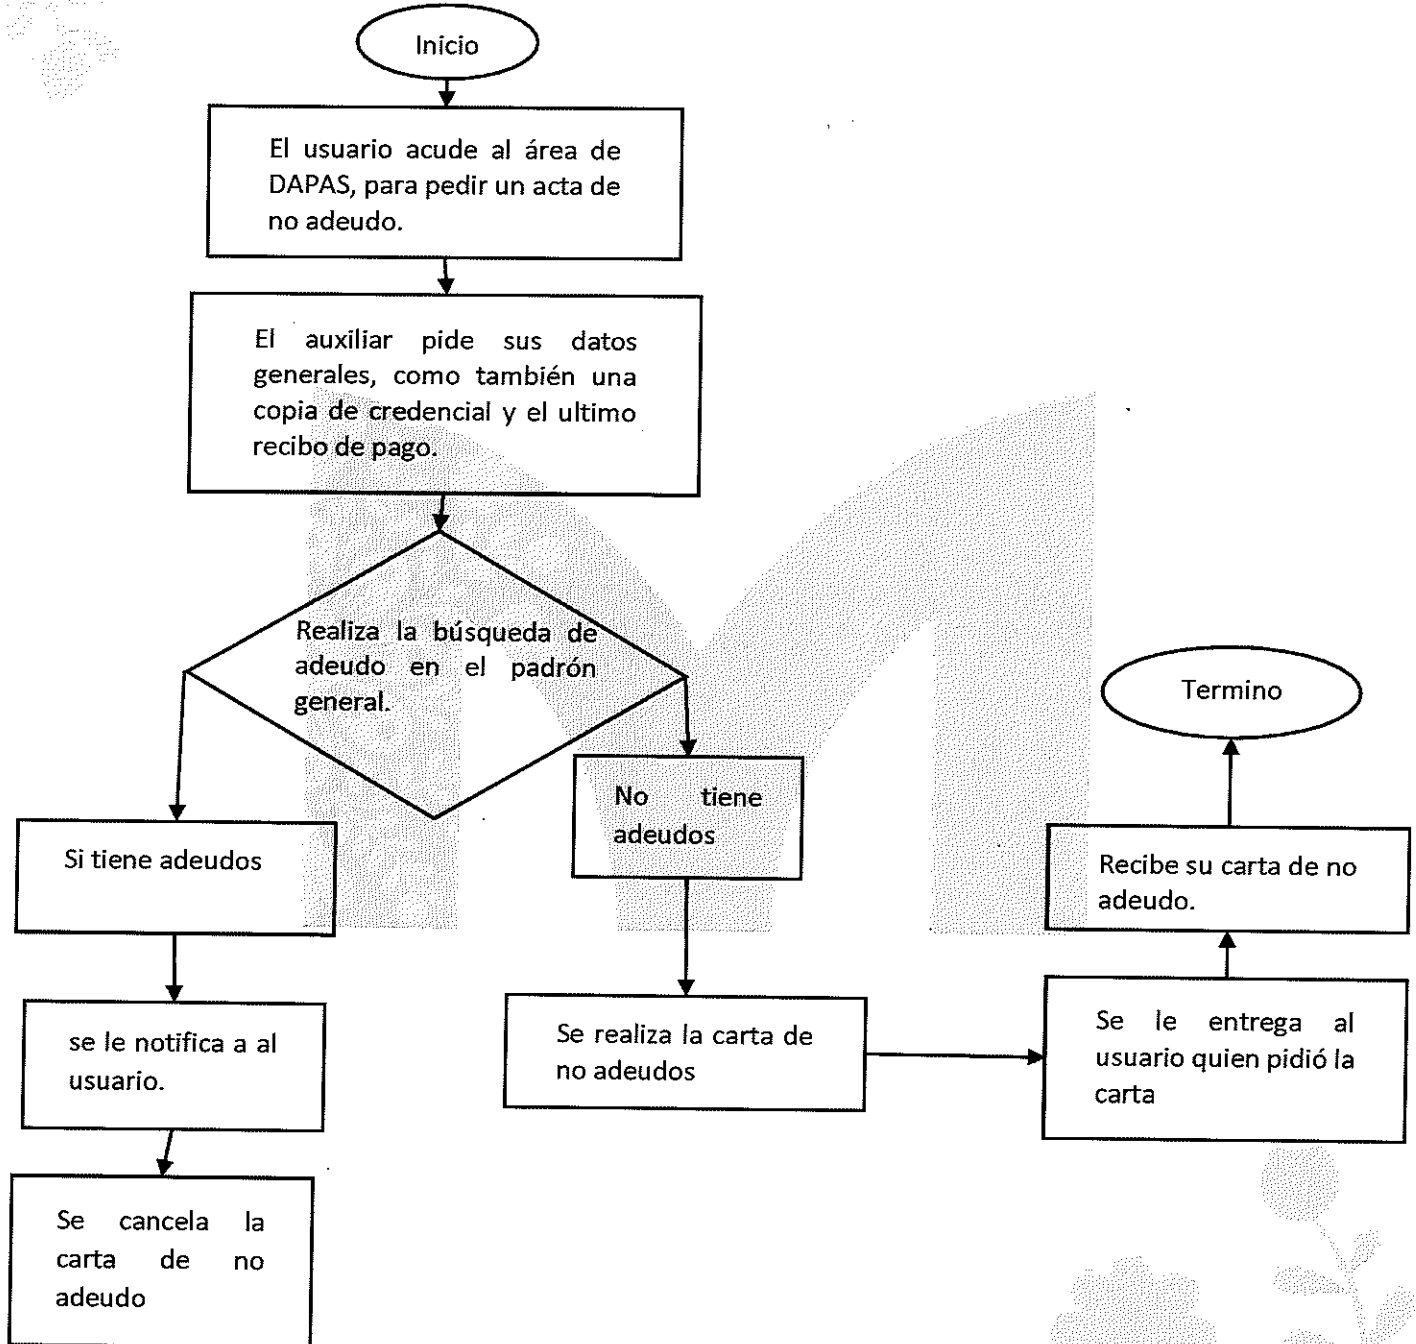 Inicio
El usuario acude al área de
DAPAS, para pedir un acta de
no adeudo.
El auxiliar pide sus datos
generales, como también una
copia de credencial y el ultimo
recibo de pago.
Realiza la búsqueda de
adeudo en el padrón
general.
Si tiene adeudos
se le notifica a al
usuario.
Se cancela la
carta de no
adeudo
No tiene
adeudos
Se realiza la carta de
no adeudos
Se le entrega al
usuario quien pidió la
carta
Recibe su carta de no
adeudo.
Termino